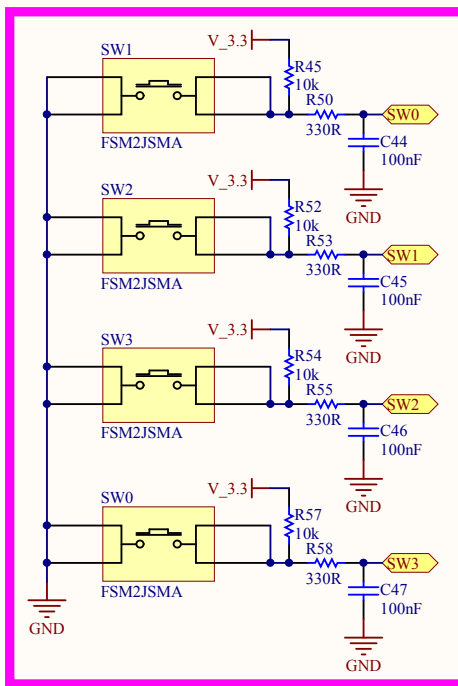 V_3.3
SW1
R45
10k
R50
SW0
330R
C44
FSM2JSMA
100nF
GND
V_3.3
SW2
R52
10k
R53
SW1
330R
C45
FSM2JSMA
100nF
GND
V_3.3
SW3
R54
10k
R55
SW2
330R
C46
FSM2JSMA
100nF
GND
V_3.3
SW0
R57
10k
R58
SW3
330R
C47
FSM2JSMA
100nF
GND
GND